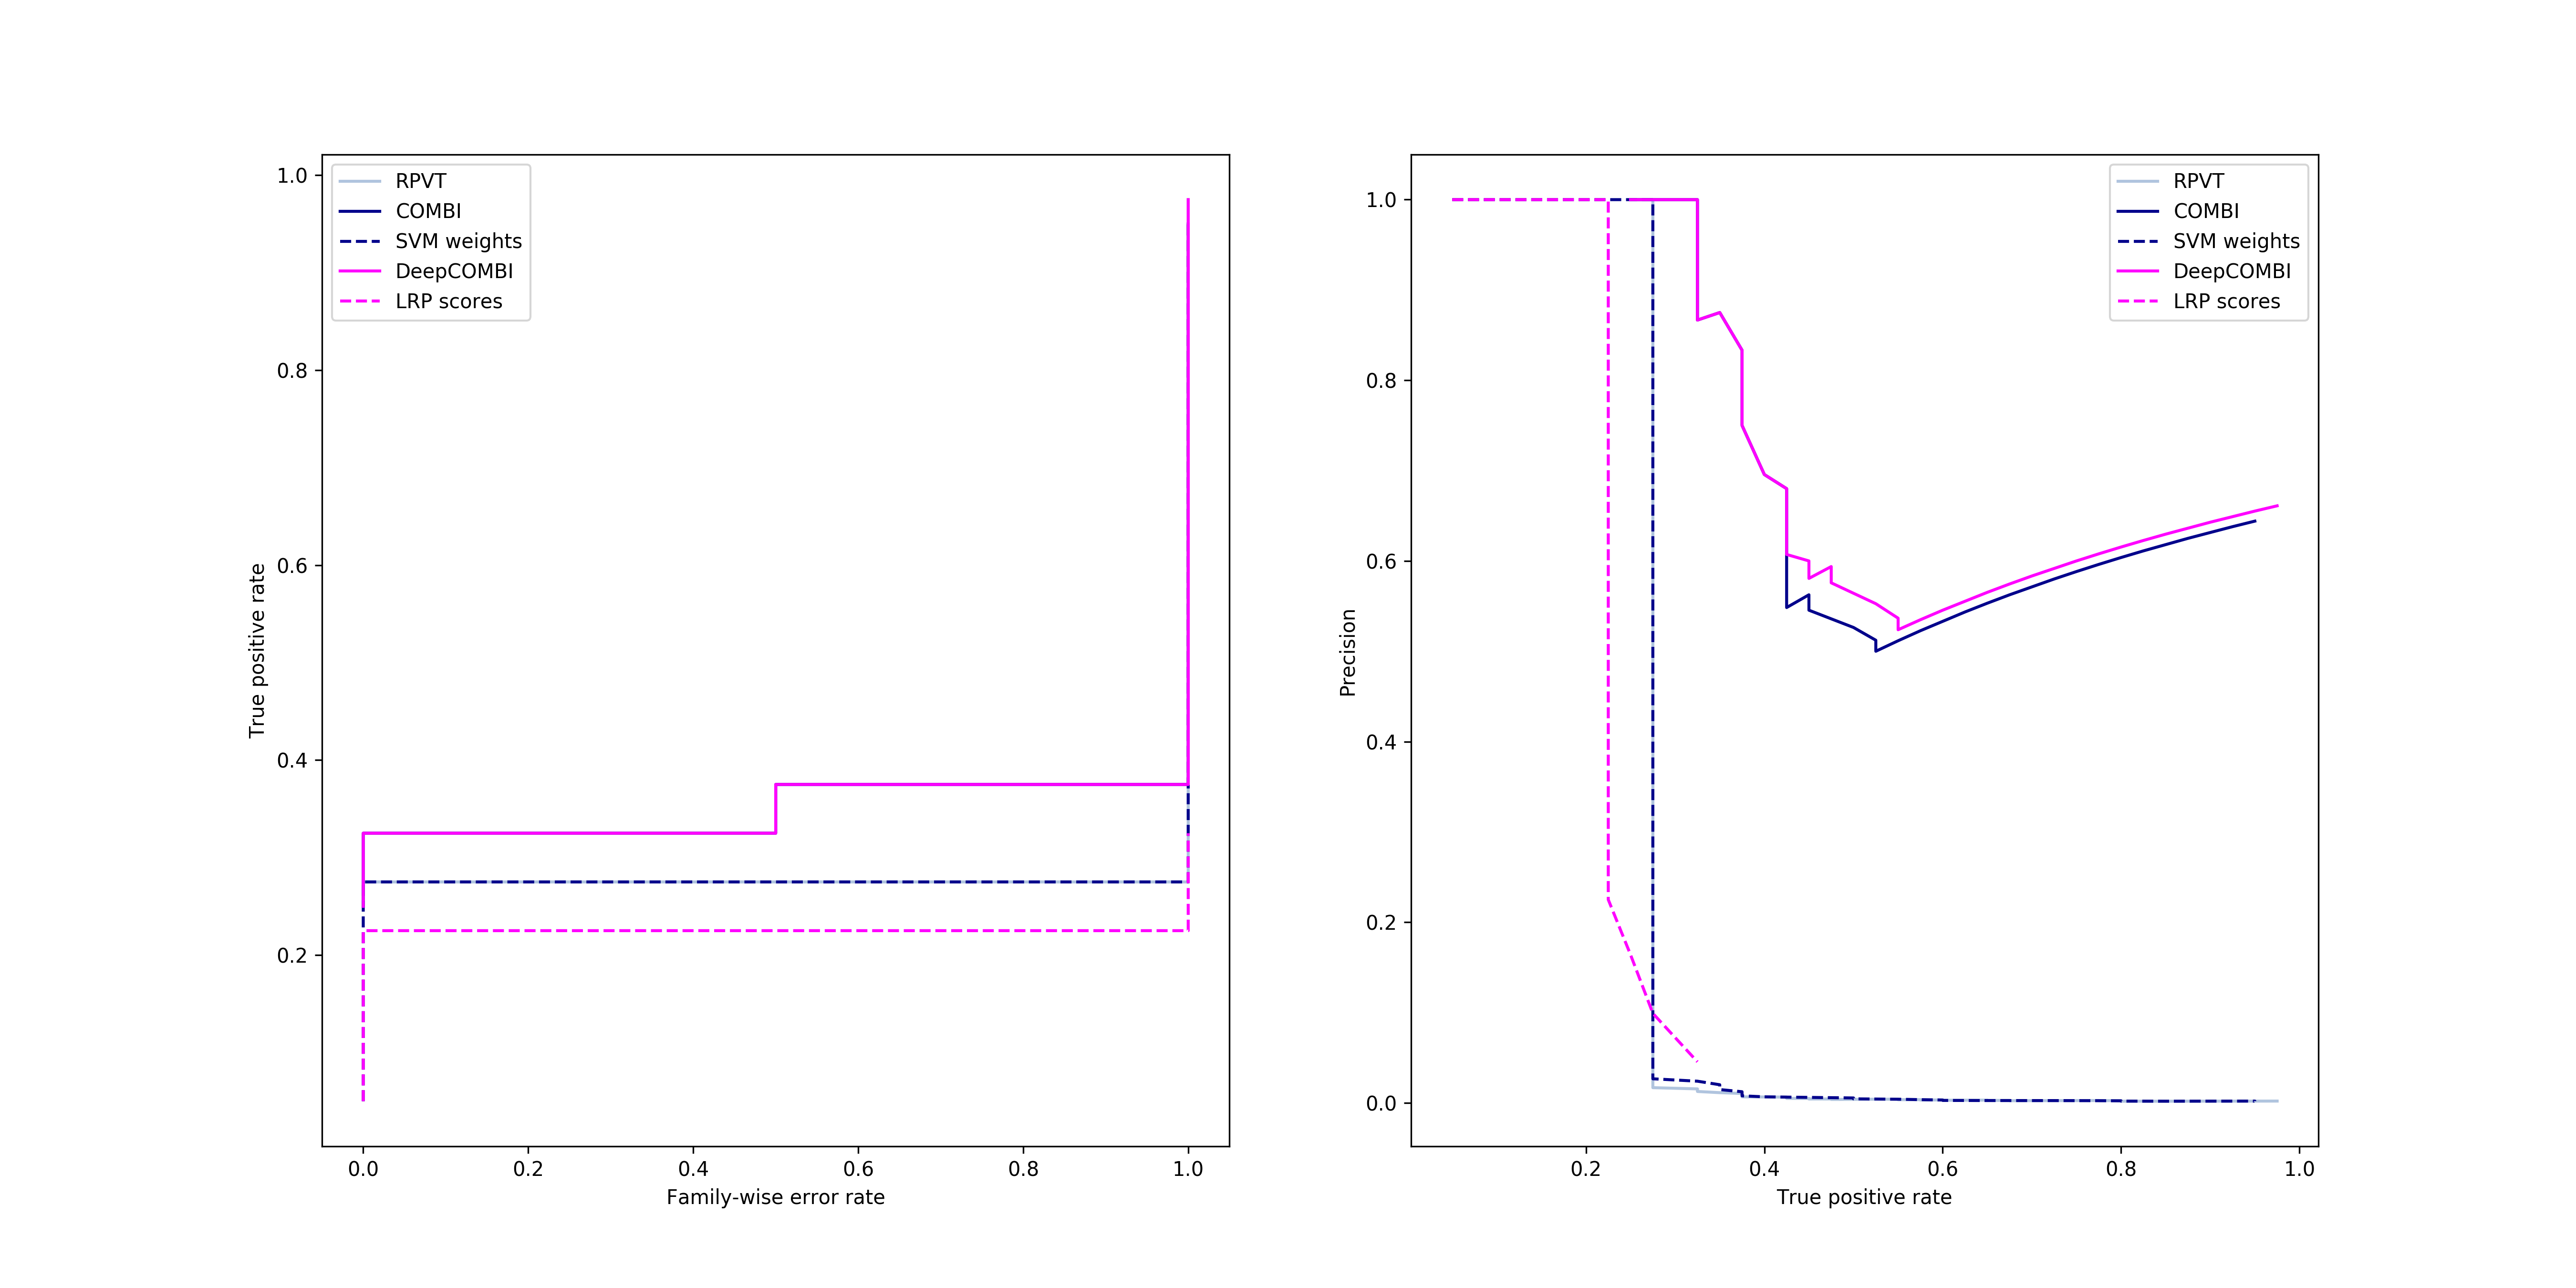 1.0
0.8
0.6
0.4
0.2
True positive rate
RPVT
COMBI
SVM weights
DeepCOMBI
LRP scores
0.0 0.2 0.4 0.6 0.8 1.0
Family-wise error rate
1.0
0.8
0.6
0.4
0.2
0.0
Precision
RPVT
COMBI
SVM weights
DeepCOMBI
LRP scores
0.2 0.4 0.6 0.8 1.0
True positive rate